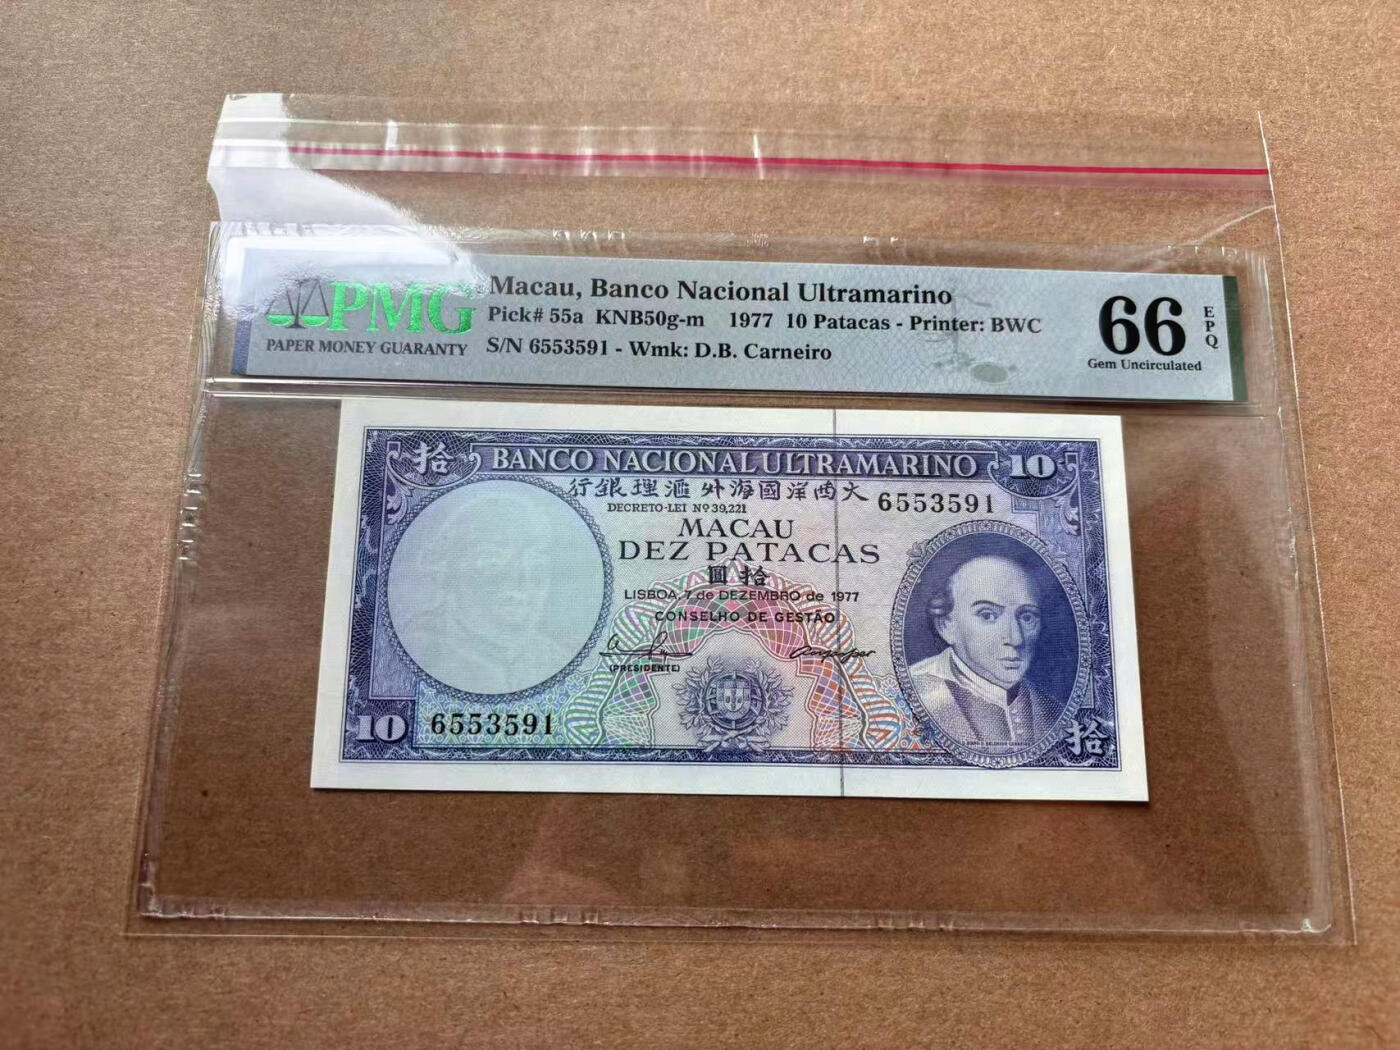 PMG
PAPER MONEY GUARANTY
Macau, Banco Nacional Ultramarino
Pick# 55a KNB50g-m 1977 10 Patacas - Printer: BWC
S/N 6553591 - Wmk: D.B. Carneiro
66
EPQ
Gem Uncirculated
拾
BANCO NACIONAL ULTRAMARINO
10
行銀理滙外海國洋西大
6553591
DECRETO-LEI Nº 39,221
MACAU
DEZ PATACAS
圓拾
LISBOA, 7 de DEZEMBRO de 1977
CONSELHO DE GESTÃO
(PRESIDENTE)
10
6553591
拾